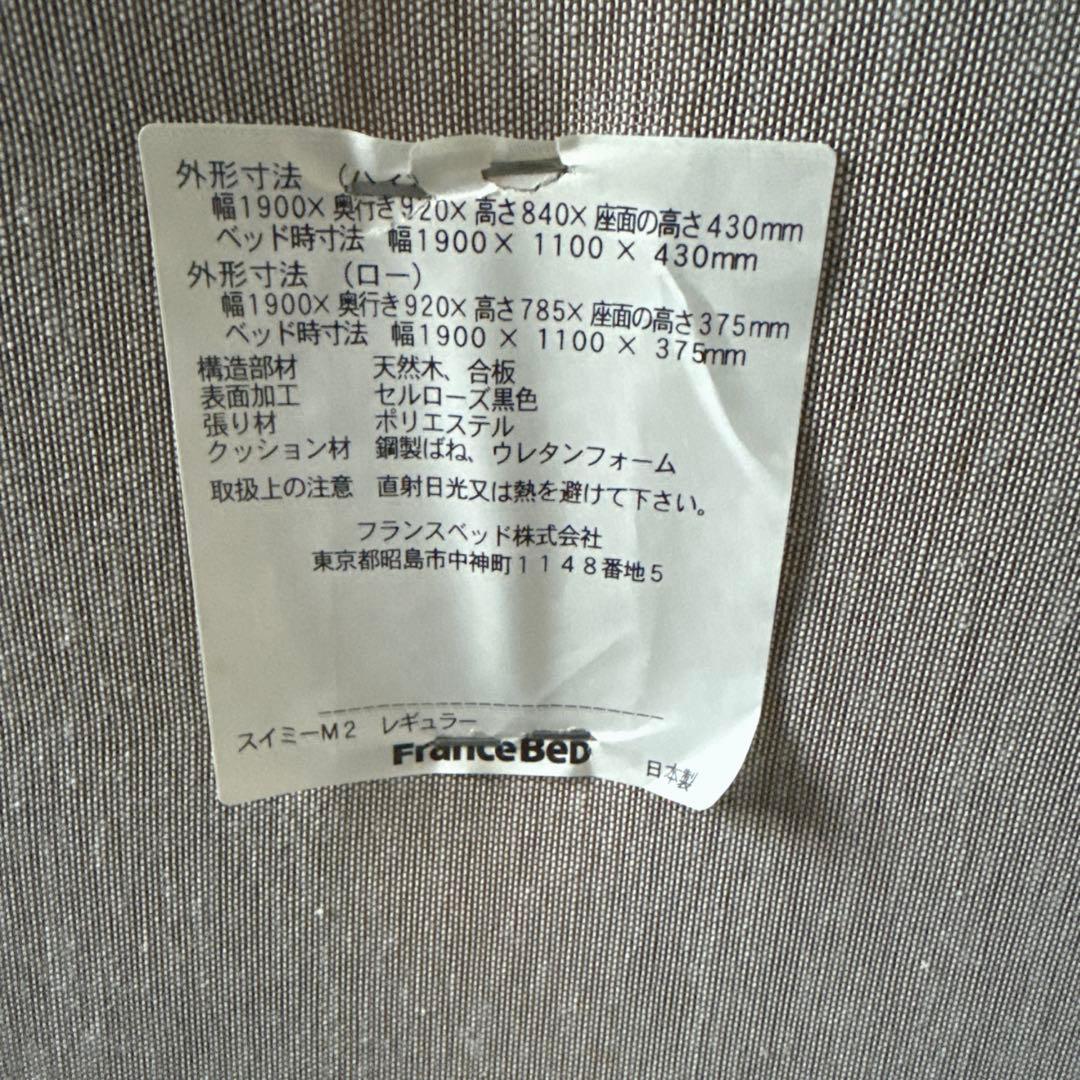 外形寸法
幅1900×奥行き920×高さ840×座面の高さ430mm
ベッド時寸法 幅1900×1100×430mm
外形寸法 (ロー)
幅1900×奥行き920×高さ785×座面の高さ375mm
ベッド時寸法 幅1900×1100×375mm
構造部材 天然木、合板
表面加工 セルローズ黒色
張り材 ポリエステル
クッション材 鋼製ばね、ウレタンフォーム
取扱上の注意 直射日光又は熱を避けて下さい。
フランスベッド株式会社
東京都昭島市中神町1148番地5
スイミーM2 レギュラー
FranceBeD
日本製